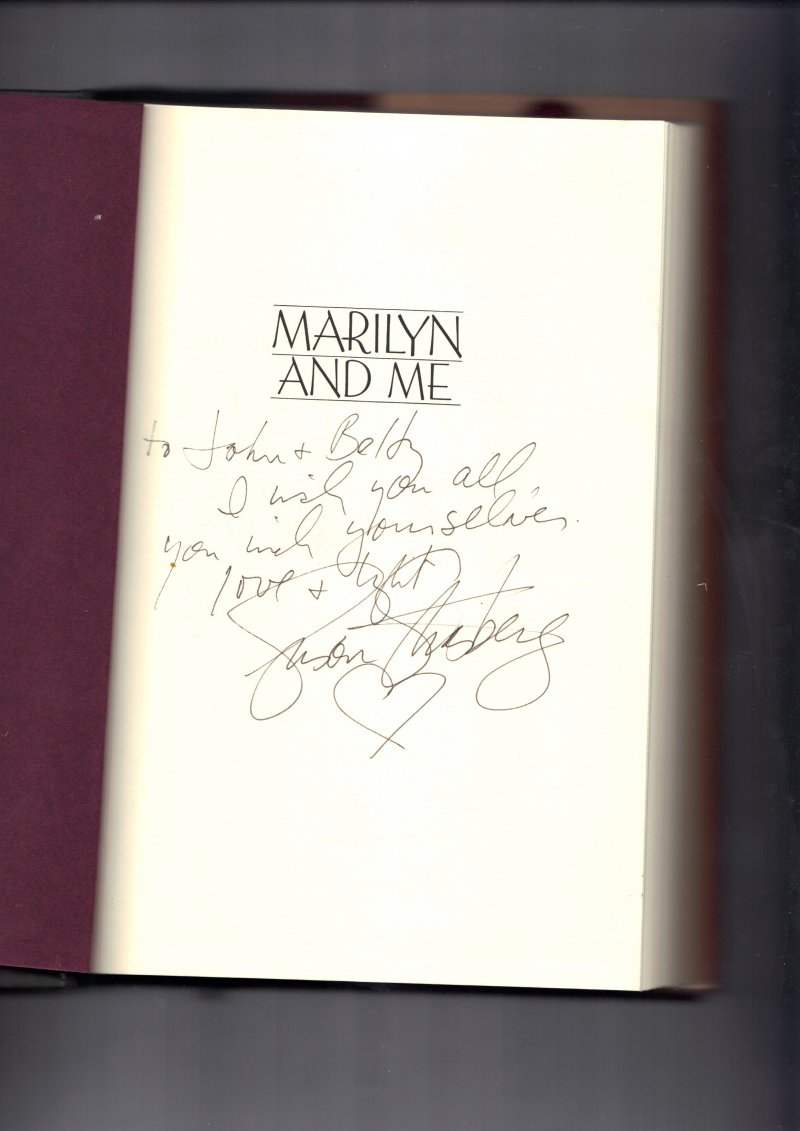 MARILYN
AND ME
to John + Betty
I wish you all
you wish yourselves.
love + light
Susan Strasberg